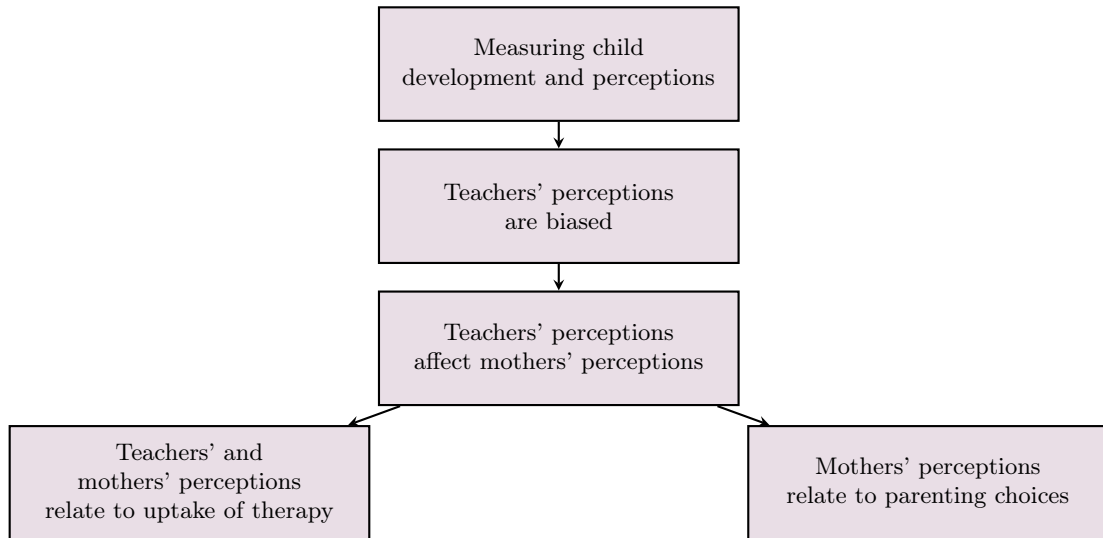 Measuring child
development and perceptions
Teachers' perceptions
are biased
Teachers' perceptions
affect mothers' perceptions
Teachers' and
mothers' perceptions
relate to uptake of therapy
Mothers' perceptions
relate to parenting choices